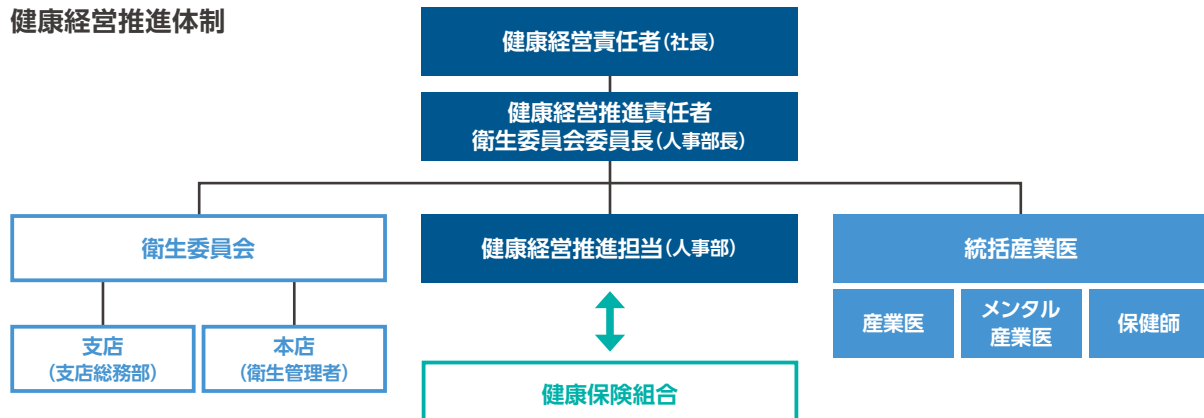 健康経営推進体制
健康経営責任者(社長)
健康経営推進責任者
衛生委員会委員長(人事部長)
衛生委員会
健康経営推進担当(人事部)
統括産業医
支店
(支店総務部)
本店
(衛生管理者)
産業医
メンタル
産業医
保健師
健康保険組合